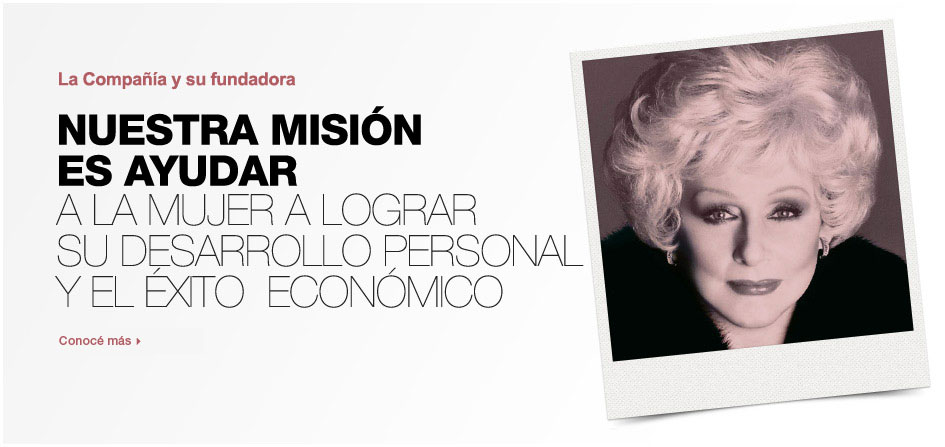 La Compañía y su fundadora
NUESTRA MISIÓN
ES AYUDAR
A LA MUJER A LOGRAR
SU DESARROLLO PERSONAL
Y EL ÉXITO ECONÓMICO
Conocé más